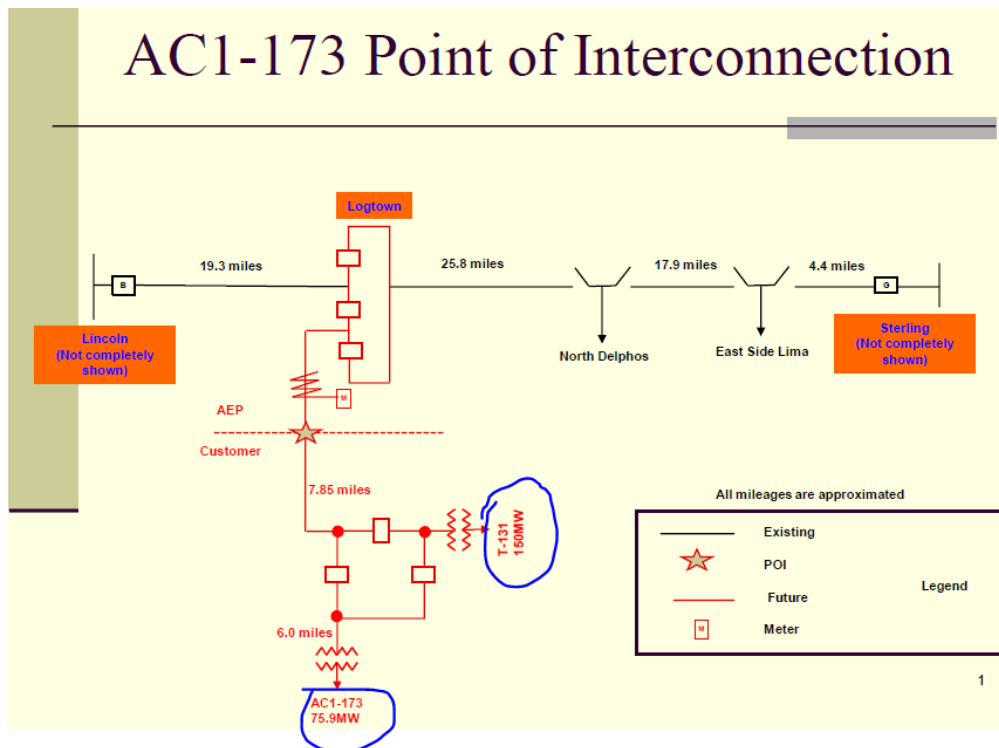 AC1-173 Point of Interconnection
Logtown
19.3 miles
25.8 miles
17.9 miles
4.4 miles
B
G
Lincoln
(Not completely
shown)
North Delphos
East Side Lima
Sterling
(Not completely
shown)
M
AEP
Customer
7.85 miles
T-131
150MW
6.0 miles
AC1-173
75.9MW
All mileages are approximated
Existing
POI
Legend
Future
M
Meter
1